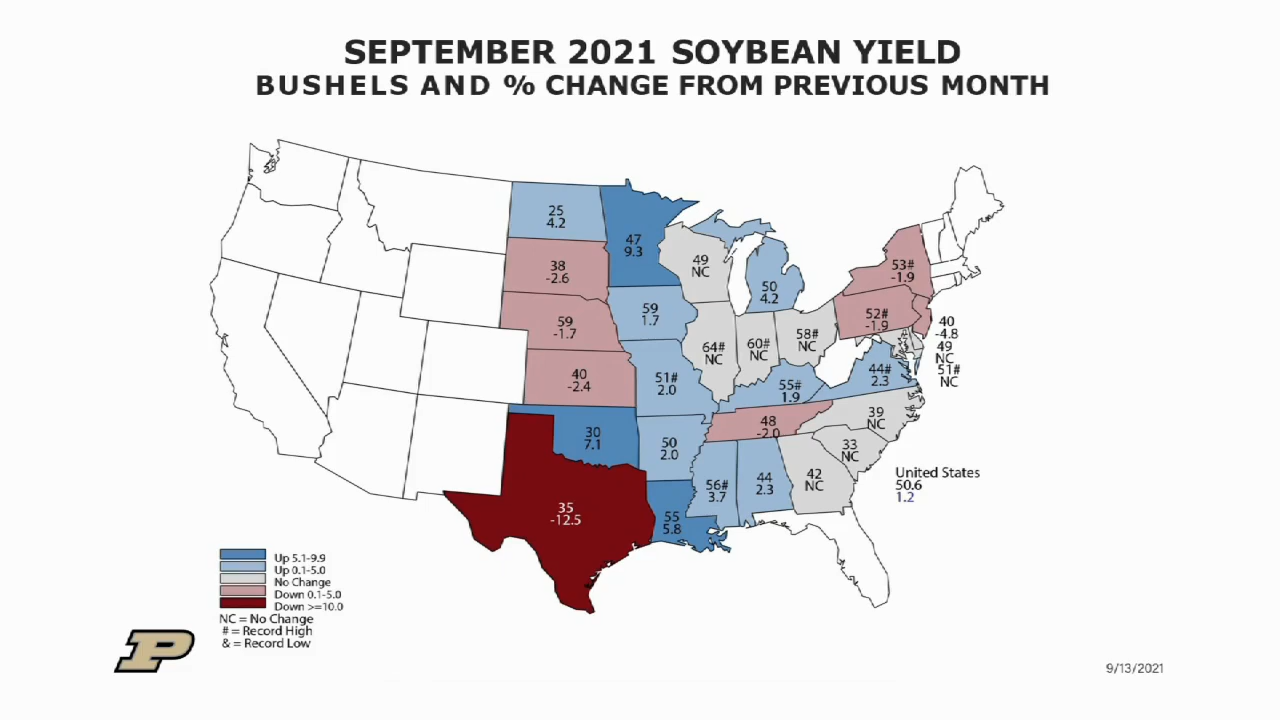 SEPTEMBER 2021 SOYBEAN YIELD
BUSHELS AND % CHANGE FROM PREVIOUS MONTH
25
4.2
47
9.3
38
-2.6
49
NC
50
4.2
53#
-1.9
59
-1.7
59
1.7
52#
-1.9
40
-4.8
49
NC
51#
NC
64#
NC
60#
NC
58#
NC
40
-2.4
51#
2.0
55#
1.9
44#
2.3
30
7.1
50
2.0
48
-2.0
39
NC
33
NC
56#
3.7
44
2.3
42
NC
35
-12.5
55
5.8
United States
50.6
1.2
Up 5.1-9.9
Up 0.1-5.0
No Change
Down 0.1-5.0
Down >=10.0
NC = No Change
# = Record High
& = Record Low
P
9/13/2021